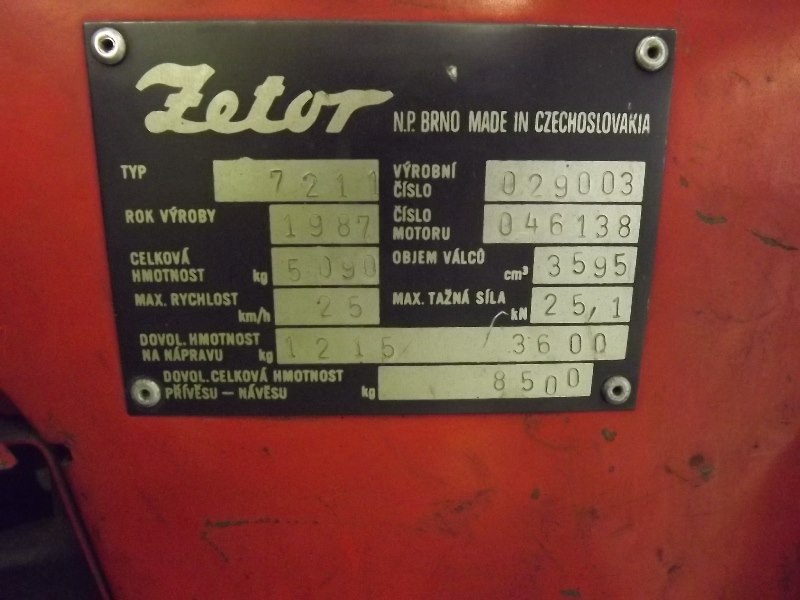 Zetor N.P. BRNO MADE IN CZECHOSLOVAKIA
TYP 7211
VÝROBNÍ ČÍSLO 029003
ROK VÝROBY 1987
ČÍSLO MOTORU 046138
CELKOVÁ HMOTNOST kg 5090
OBJEM VÁLCŮ cm³ 3595
MAX. RYCHLOST km/h 25
MAX. TAŽNÁ SÍLA kN 25,1
DOVOL. HMOTNOST NA NÁPRAVU kg 1215 / 3600
DOVOL. CELKOVÁ HMOTNOST PŘÍVĚSU — NÁVĚSU kg 8500